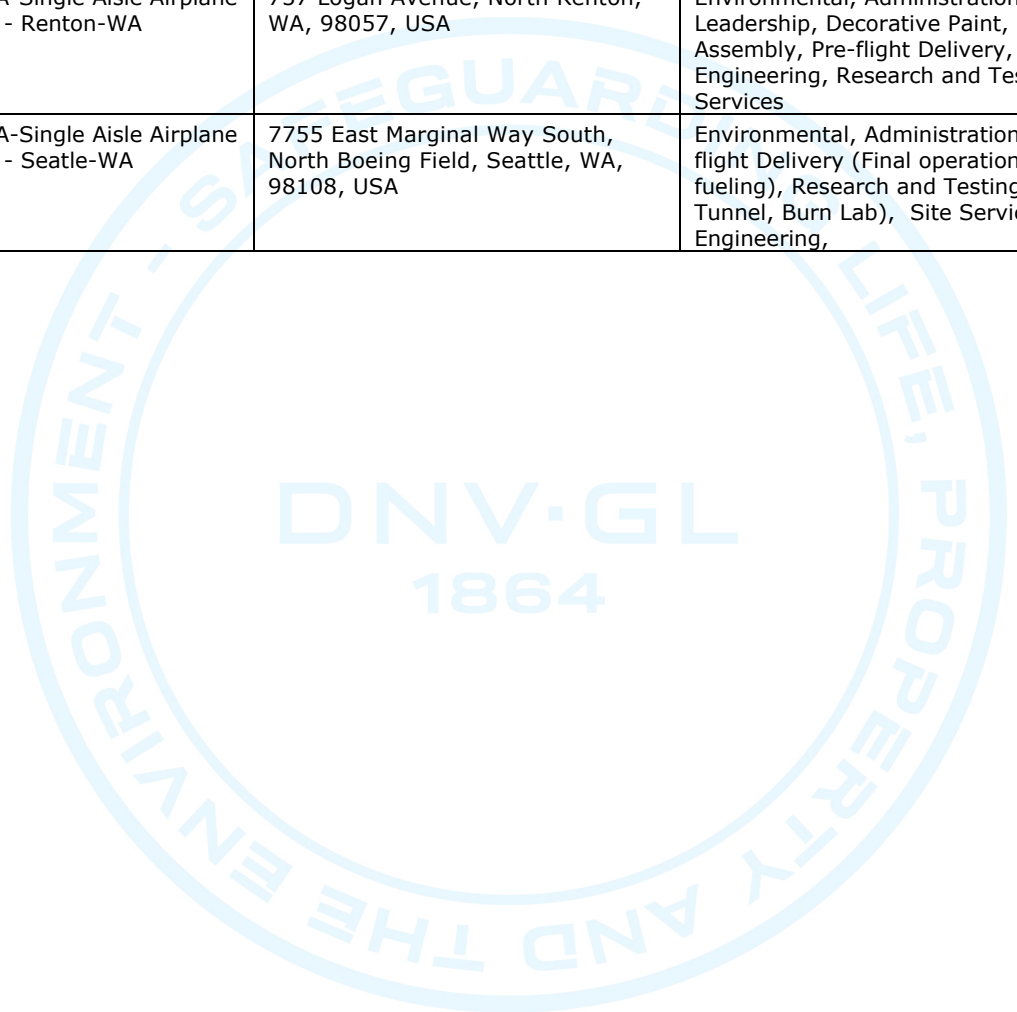 A-Single Aisle Airplane
- Renton-WA
737 Logan Avenue, North Renton,
WA, 98057, USA
Environmental, Administration
Leadership, Decorative Paint,
Assembly, Pre-flight Delivery,
Engineering, Research and Tes
Services
A-Single Aisle Airplane
- Seatle-WA
7755 East Marginal Way South,
North Boeing Field, Seattle, WA,
98108, USA
Environmental, Administration
flight Delivery (Final operation
fueling), Research and Testing
Tunnel, Burn Lab), Site Servi
Engineering,
SAFEGUARDING LIFE, PROPERTY AND THE ENVIRONMENT -
DNV·GL
1864